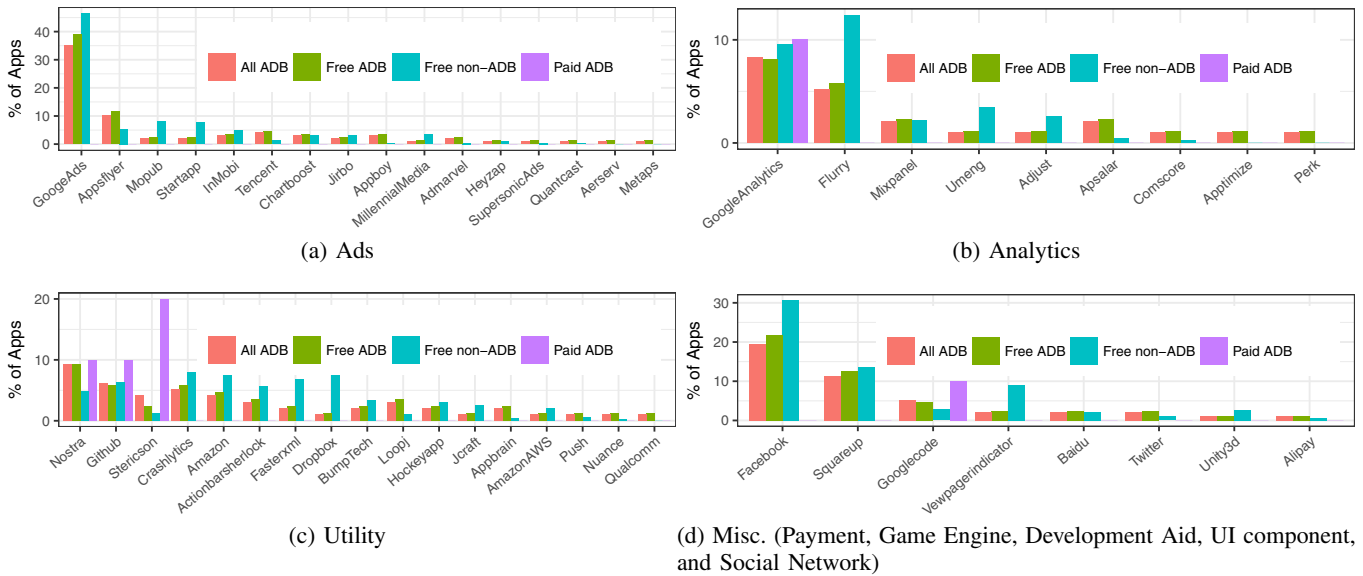 % of Apps
40
30
20
10
0
All ADB Free ADB Free non−ADB Paid ADB
GoogeAds
Appsflyer
Mopub
Startapp
InMobi
Tencent
Chartboost
Jirbo
Appboy
MillennialMedia
Admarvel
Heyzap
SupersonicAds
Quantcast
Aerserv
Metaps
(a) Ads
% of Apps
10
0
All ADB Free ADB Free non−ADB Paid ADB
GoogleAnalytics
Flurry
Mixpanel
Umeng
Adjust
Apsalar
Comscore
Apptimize
Perk
(b) Analytics
% of Apps
20
10
0
All ADB Free ADB Free non−ADB Paid ADB
Nostra
Github
Stericson
Crashlytics
Amazon
Actionbarsherlock
Fasterxml
Dropbox
BumpTech
Loopj
Hockeyapp
Jcraft
Appbrain
AmazonAWS
Push
Nuance
Qualcomm
(c) Utility
% of Apps
30
20
10
0
All ADB Free ADB Free non−ADB Paid ADB
Facebook
Squareup
Googlecode
Vewpagerindicator
Baidu
Twitter
Unity3d
Alipay
(d) Misc. (Payment, Game Engine, Development Aid, UI component,
and Social Network)